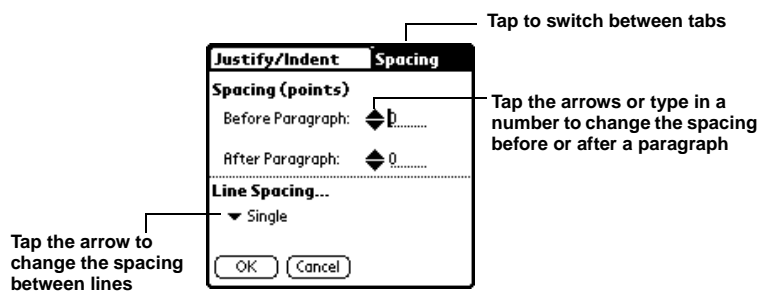 Tap to switch between tabs
Justify/Indent Spacing
Spacing (points)
Before Paragraph: 0
Tap the arrows or type in a
number to change the spacing
before or after a paragraph
After Paragraph: 0
Line Spacing...
Single
Tap the arrow to
change the spacing
between lines
OK Cancel